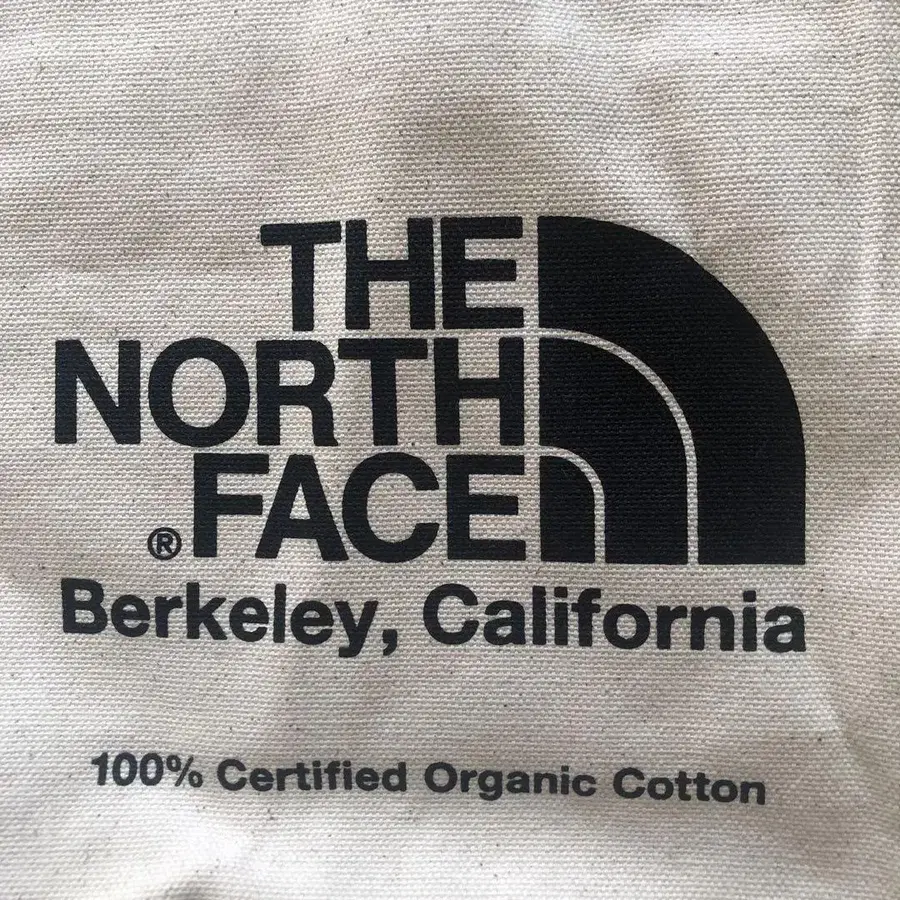 THE
NORTH
® FACE
Berkeley, California
100% Certified Organic Cotton